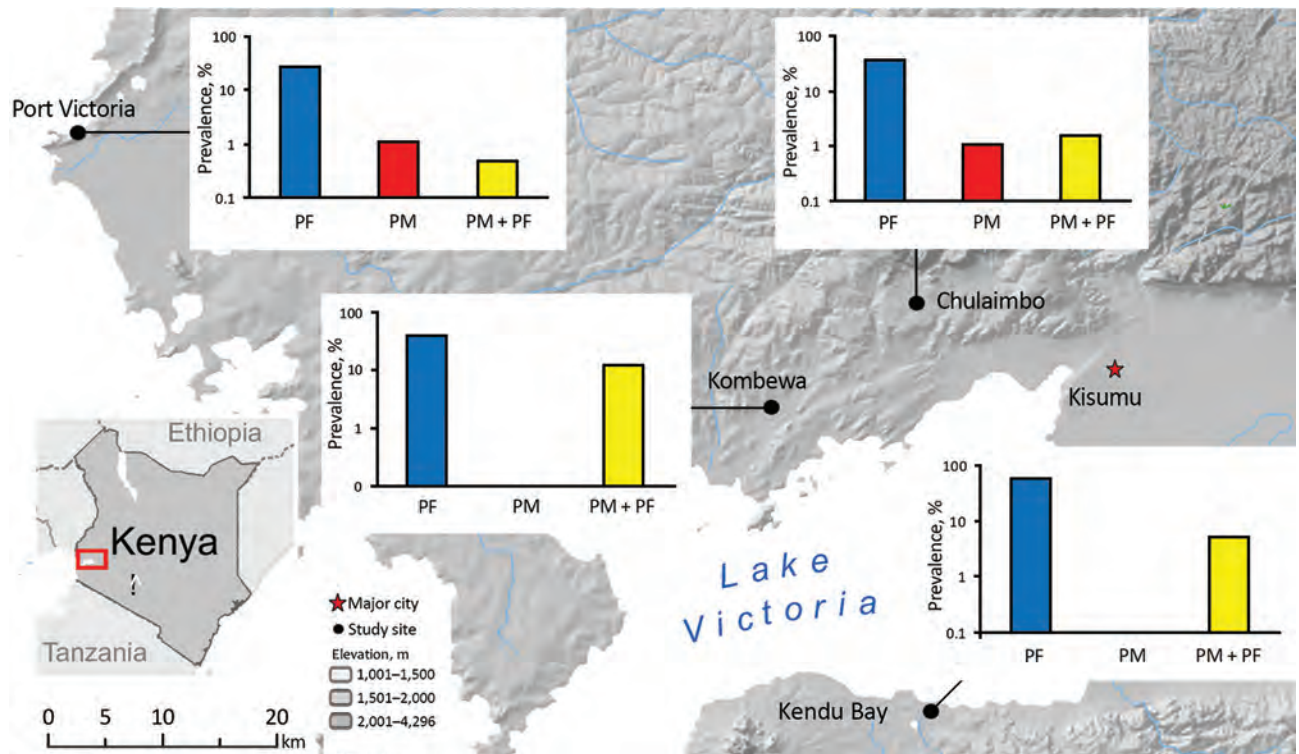 Port Victoria
Prevalence, %
100
10
1
0.1
PF
PM
PM + PF
Prevalence, %
100
10
1
0.1
PF
PM
PM + PF
Chulaimbo
Prevalence, %
100
10
1
0
PF
PM
PM + PF
Kombewa
Kisumu
Ethiopia
Kenya
Tanzania
0 5 10 20
km
Major city
Study site
Elevation, m
1,001–1,500
1,501–2,000
2,001–4,296
Lake
Victoria
Prevalence, %
100
10
1
0.1
PF
PM
PM + PF
Kendu Bay